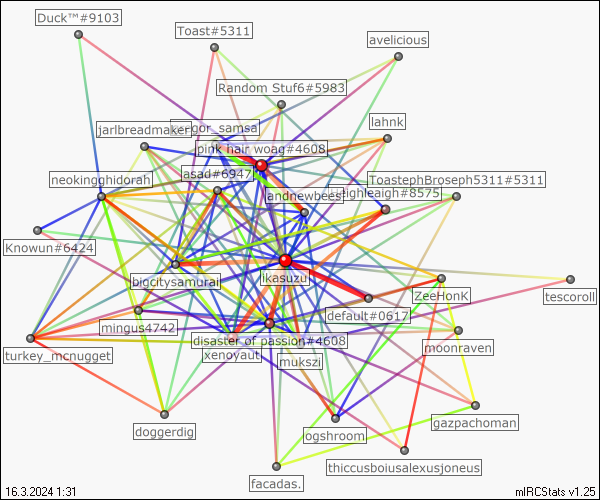 Duck™#9103
Toast#5311
avelicious
Random Stuf6#5983
lahnk
jarlbreadmaker
gor_samsa
pink hair woag#4608
asad#6947
neokingghidorah
ToastephBroseph5311#5311
leighleagh#8575
landnewbees
Knowun#6424
ikasuzu
bigcitysamurai
ZeeHonK
tescoroll
default#0617
mingus4742
disaster of passion#4608
turkey_mcnugget
xenoyaut
mukszi
moonraven
gazpachoman
doggerdig
ogshroom
thiccusboiusalexusjoneus
facadas.
16.3.2024 1:31
mIRCStats v1.25